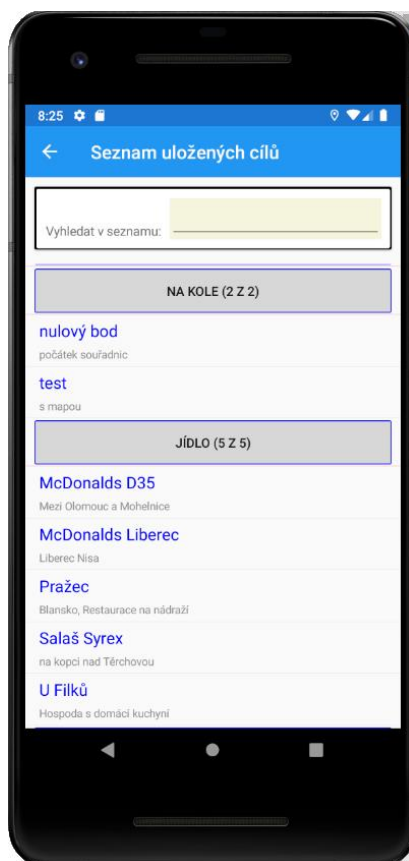 8:25
Seznam uložených cílů
Vyhledat v seznamu:
NA KOLE (2 Z 2)
nulový bod
počátek souřadnic
test
s mapou
JÍDLO (5 Z 5)
McDonalds D35
Mezi Olomouc a Mohelnice
McDonalds Liberec
Liberec Nisa
Pražec
Blansko, Restaurace na nádraží
Salaš Syrex
na kopci nad Těrchovou
U Filků
Hospoda s domácí kuchyní